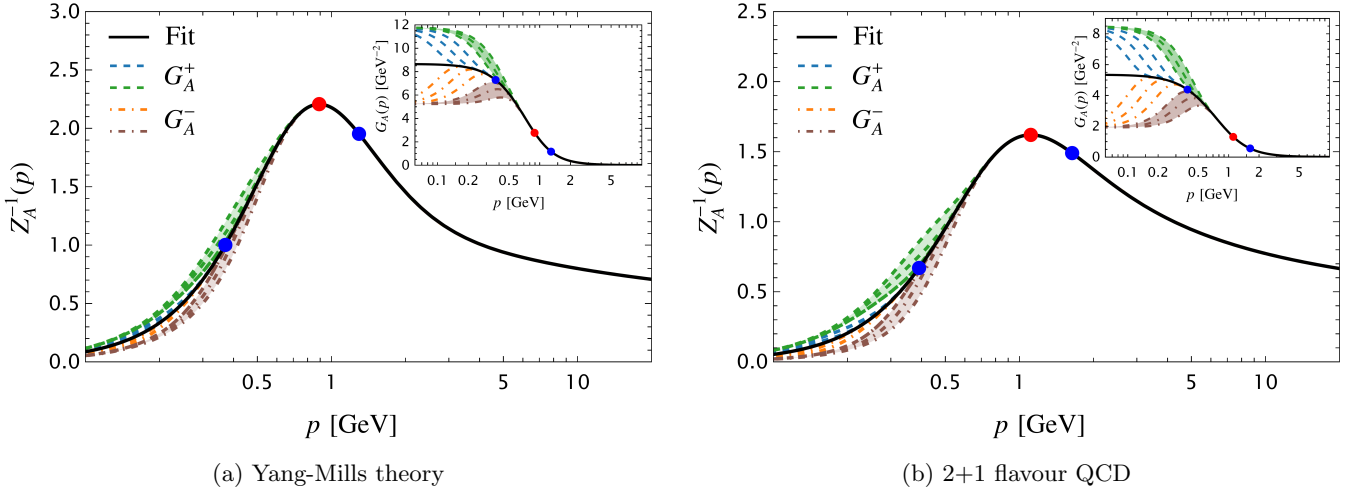 Fit
G_A^+
G_A^-
Z_A^{-1}(p)
3.0
2.5
2.0
1.5
1.0
0.5
0.0
0.5 1 5 10
p [GeV]
G_A(p) [GeV^{-2}]
12
10
8
6
4
2
0
0.1 0.2 0.5 1 2 5
p [GeV]
(a) Yang-Mills theory
Fit
G_A^+
G_A^-
Z_A^{-1}(p)
2.5
2.0
1.5
1.0
0.5
0.0
0.5 1 5 10
p [GeV]
G_A(p) [GeV^{-2}]
8
6
4
2
0
0.1 0.2 0.5 1 2 5
p [GeV]
(b) 2+1 flavour QCD